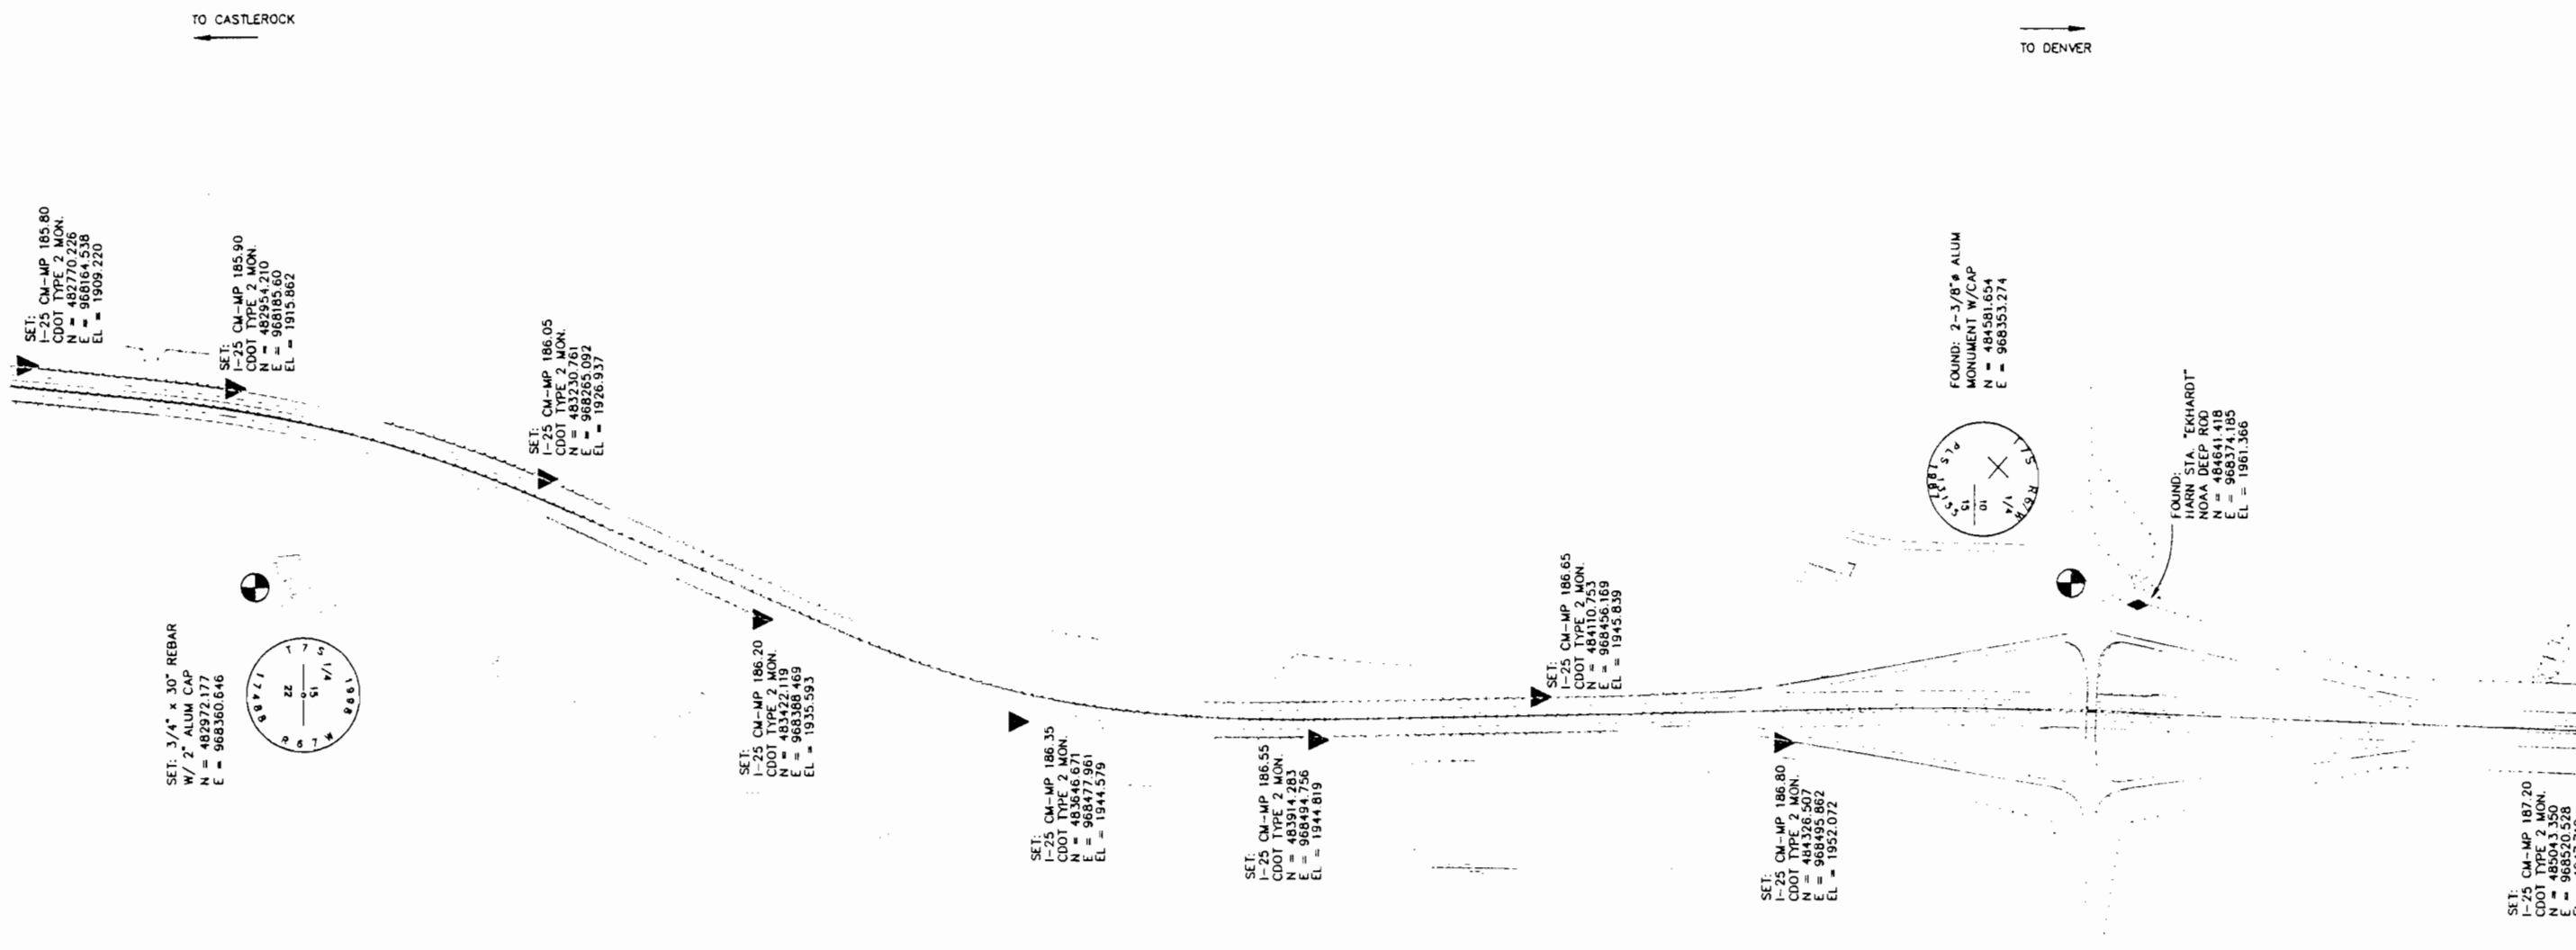 TO CASTLEROCK
TO DENVER
SET:
I-25 CM-MP 185.80
CDOT TYPE 2 MON.
N = 482770.226
E = 968164.538
EL = 1909.220
SET:
I-25 CM-MP 185.90
CDOT TYPE 2 MON.
N = 482954.210
E = 968185.60
EL = 1915.862
SET:
I-25 CM-MP 186.05
CDOT TYPE 2 MON.
N = 483230.761
E = 968265.092
EL = 1926.937
SET: 3/4" x 30" REBAR
W/ 2" ALUM CAP
N = 482972.177
E = 968360.646
T 7 S
1/4
22
15
17488
1998
R 67 W
SET:
I-25 CM-MP 186.20
CDOT TYPE 2 MON.
N = 483422.119
E = 968388.469
EL = 1935.593
SET:
I-25 CM-MP 186.35
CDOT TYPE 2 MON.
N = 483646.671
E = 968477.961
EL = 1944.579
SET:
I-25 CM-MP 186.55
CDOT TYPE 2 MON.
N = 483914.283
E = 968494.756
EL = 1944.819
SET:
I-25 CM-MP 186.65
CDOT TYPE 2 MON.
N = 484110.753
E = 968456.169
EL = 1945.839
SET:
I-25 CM-MP 186.80
CDOT TYPE 2 MON.
N = 484326.507
E = 968495.862
EL = 1952.072
FOUND: 2-3/8"ø ALUM
MONUMENT W/CAP
N = 484581.654
E = 968353.274
PLS
R67W
1/4
10
15
FOUND:
HARN STA. "EKHARDT"
NOAA DEEP ROD
N = 484641.418
E = 968374.185
EL = 1961.366
SET:
I-25 CM-MP 187.20
CDOT TYPE 2 MON.
N = 485043.350
E = 968520.528